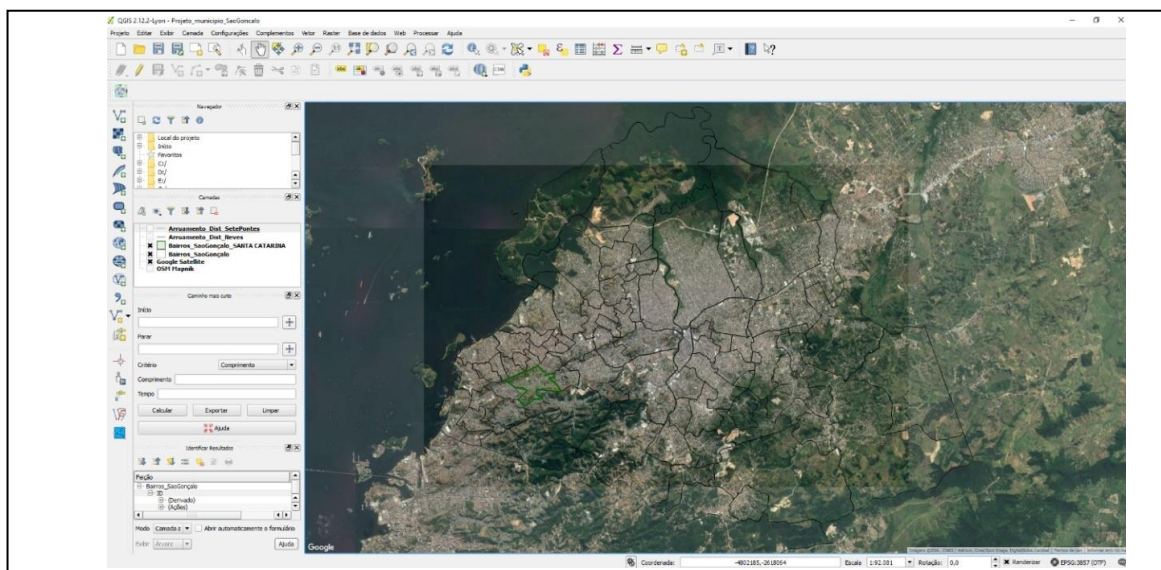 QGIS 2.12.2-Lyon - Projeto_municipio_SaoGoncalo
Projeto Editar Exibir Camada Configurações Complementos Vetor Raster Base de dados Web Processar Ajuda
Navegador
Local do projeto
Início
Favoritos
C:/
D:/
E:/
Camadas
Arruamento_Dist_SetePontes
Arruamento_Dist_Neves
Bairros_SaoGonçalo_SANTA CATARINA
Bairros_SaoGonçalo
Google Satellite
OSM Mapnik
Caminho mais curto
Início
Parar
Critério Comprimento
Comprimento
Tempo
Calcular Exportar Limpar
Ajuda
Identificar Resultados
Feição
Bairros_SaoGonçalo
ID
(Derivado)
(Ações)
Modo Camada a Abrir automaticamente o formulário
Exibir Árvore Ajuda
Google
Coordenada: -4802185,-2618064 Escala 1:92.081 Rotação: 0,0 Renderizar EPSG:3857 (OTF)